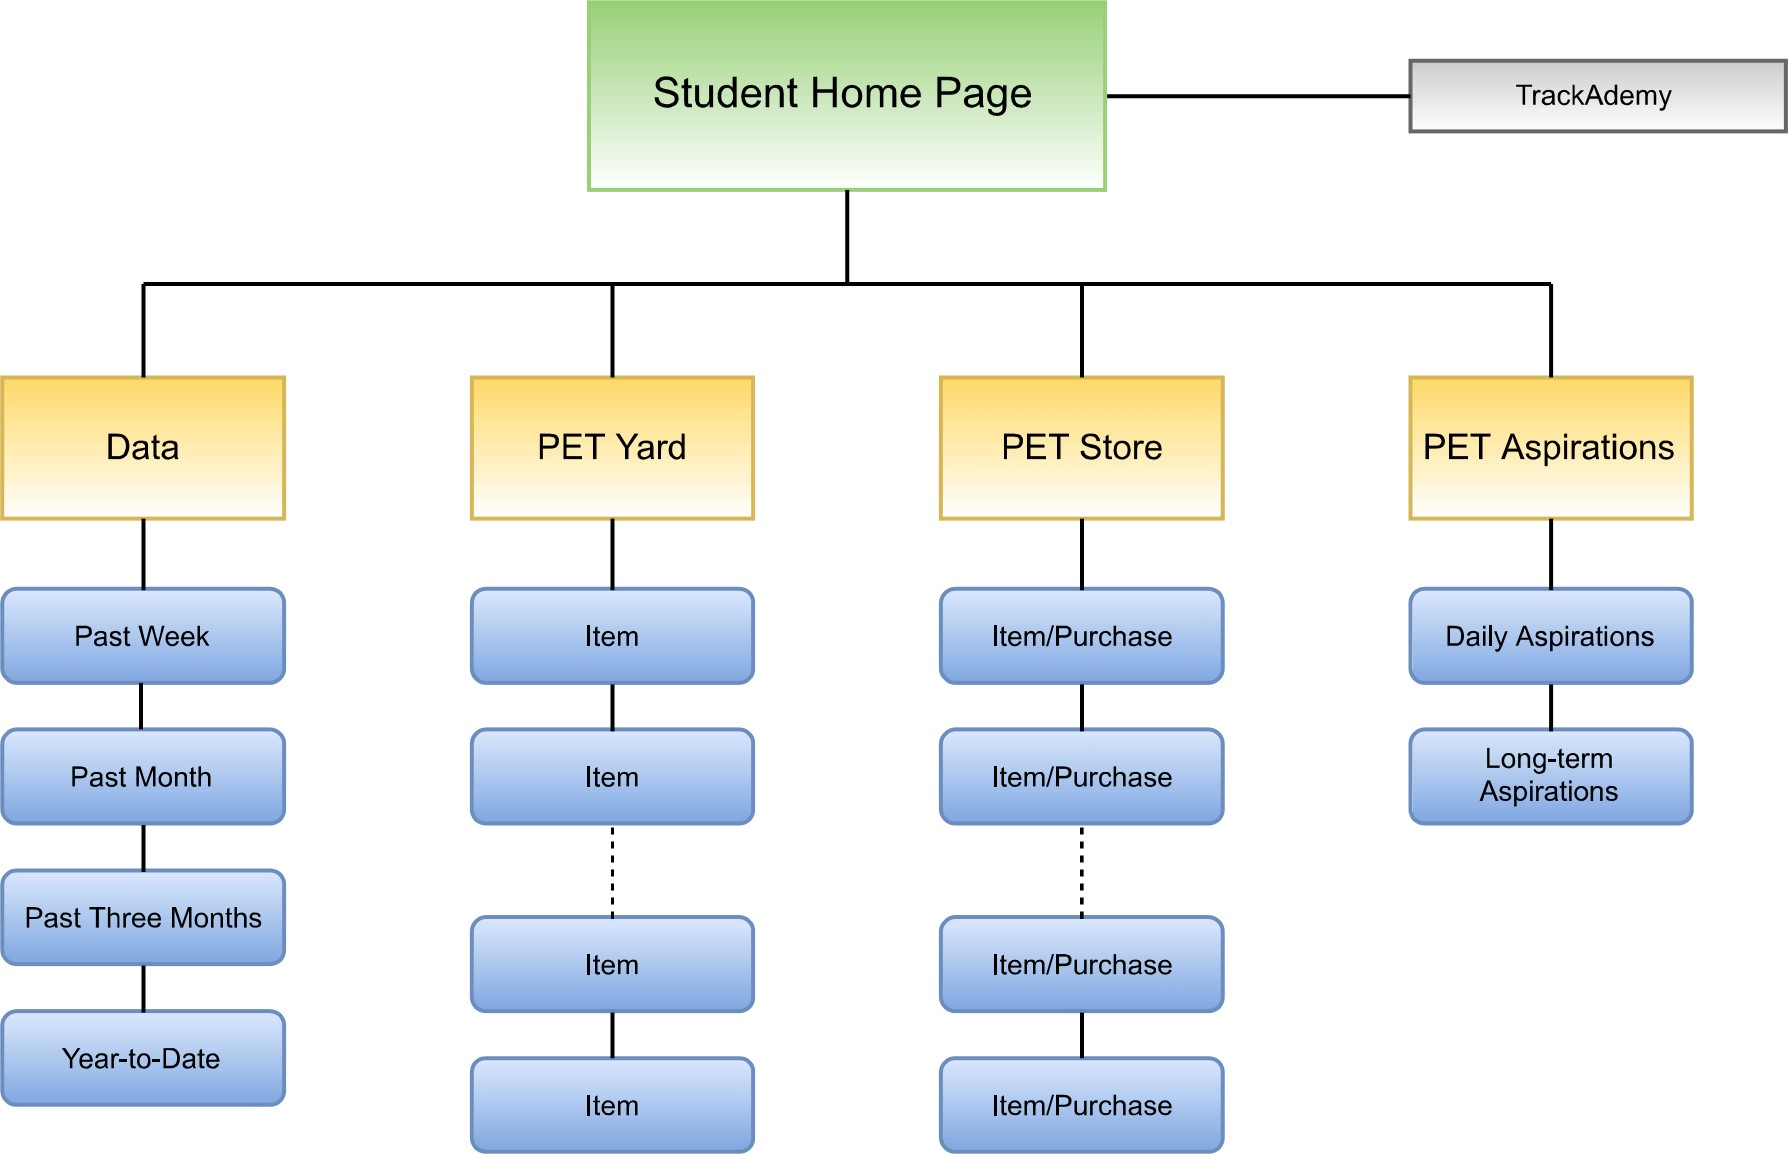 Student Home Page
TrackAdemy
Data
PET Yard
PET Store
PET Aspirations
Past Week
Item
Item/Purchase
Daily Aspirations
Past Month
Item
Item/Purchase
Long-term
Aspirations
Past Three Months
Item
Item/Purchase
Year-to-Date
Item
Item/Purchase